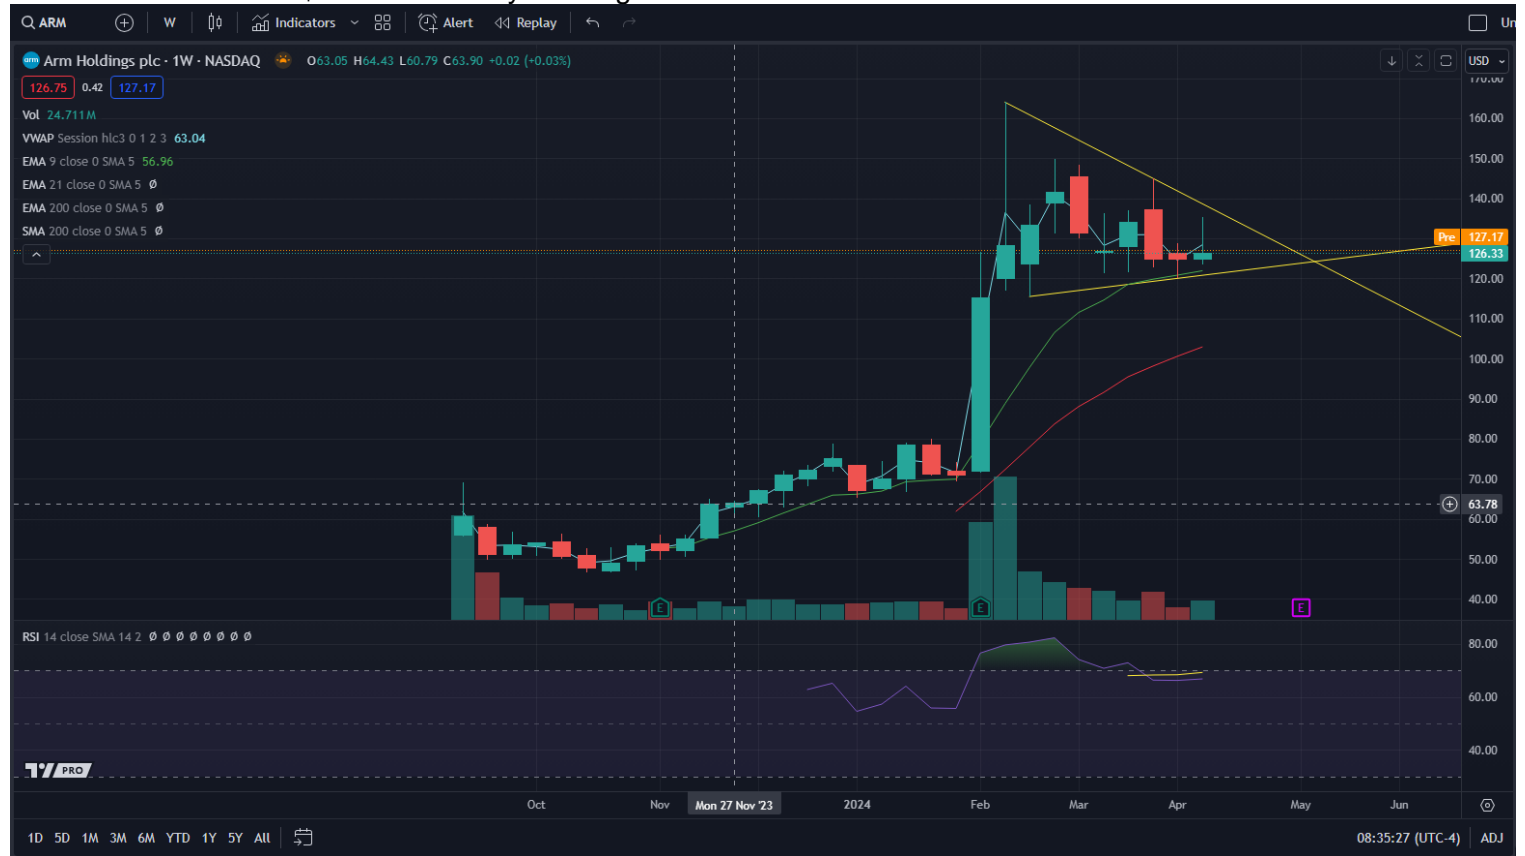 ARM
W
Indicators
Alert
Replay
Un
arm Arm Holdings plc · 1W · NASDAQ O63.05 H64.43 L60.79 C63.90 +0.02 (+0.03%)
USD
126.75 0.42 127.17
170.00
Vol 24.711M
160.00
VWAP Session hlc3 0 1 2 3 63.04
150.00
EMA 9 close 0 SMA 5 56.96
EMA 21 close 0 SMA 5 Ø
140.00
EMA 200 close 0 SMA 5 Ø
SMA 200 close 0 SMA 5 Ø
Pre 127.17
126.33
120.00
110.00
100.00
90.00
80.00
70.00
63.78
60.00
50.00
40.00
E
E
E
RSI 14 close SMA 14 2 Ø Ø Ø Ø Ø Ø Ø Ø
80.00
60.00
40.00
PRO
Oct
Nov
Mon 27 Nov '23
2024
Feb
Mar
Apr
May
Jun
1D 5D 1M 3M 6M YTD 1Y 5Y All
08:35:27 (UTC-4) ADJ